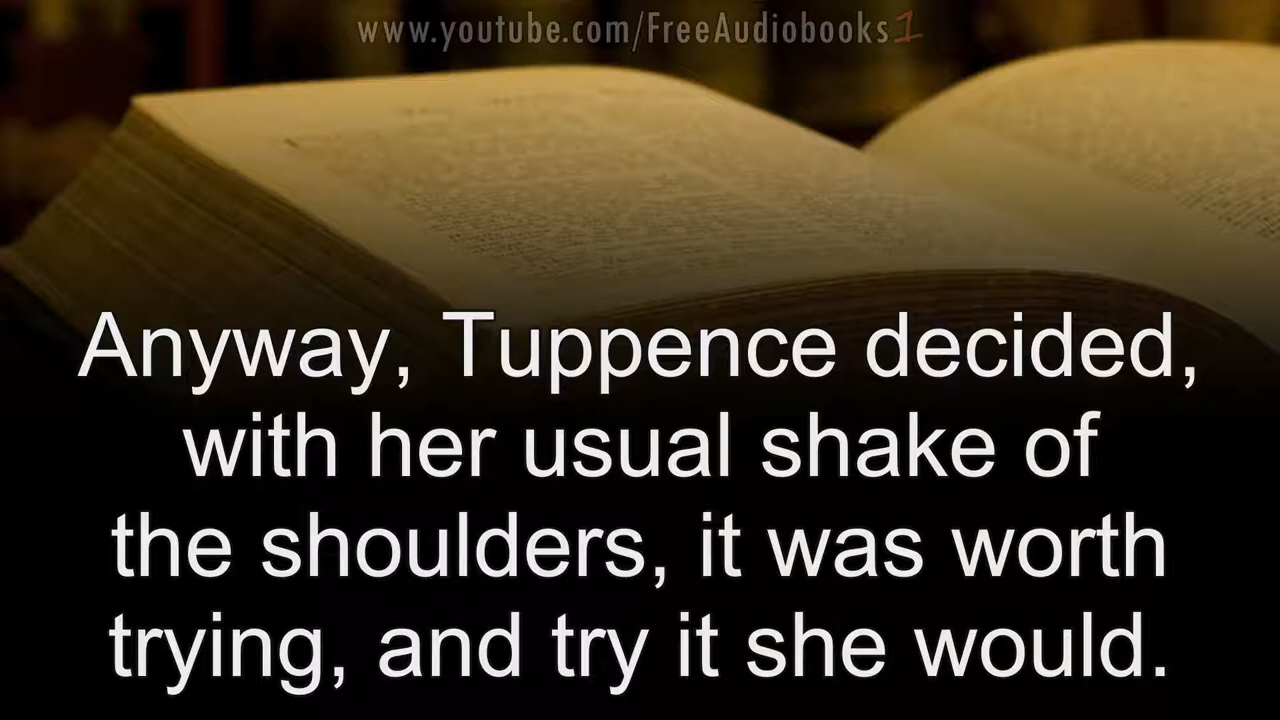 www.youtube.com/FreeAudiobooks1
Anyway, Tuppence decided,
with her usual shake of
the shoulders, it was worth
trying, and try it she would.